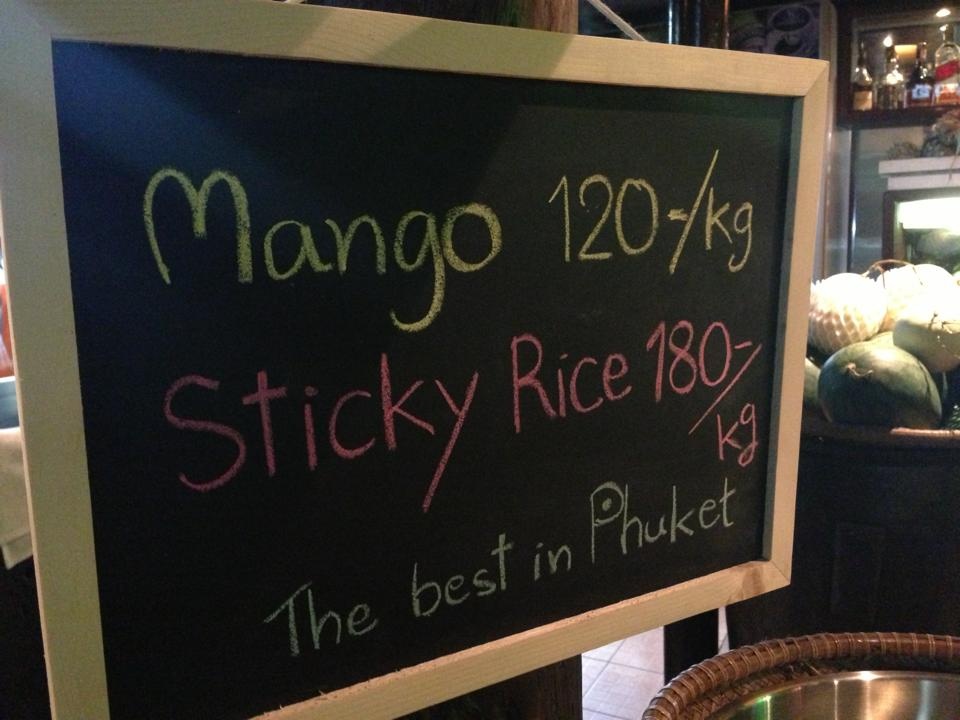 Mango 120-/kg
Sticky Rice 180-/
kg
The best in Phuket